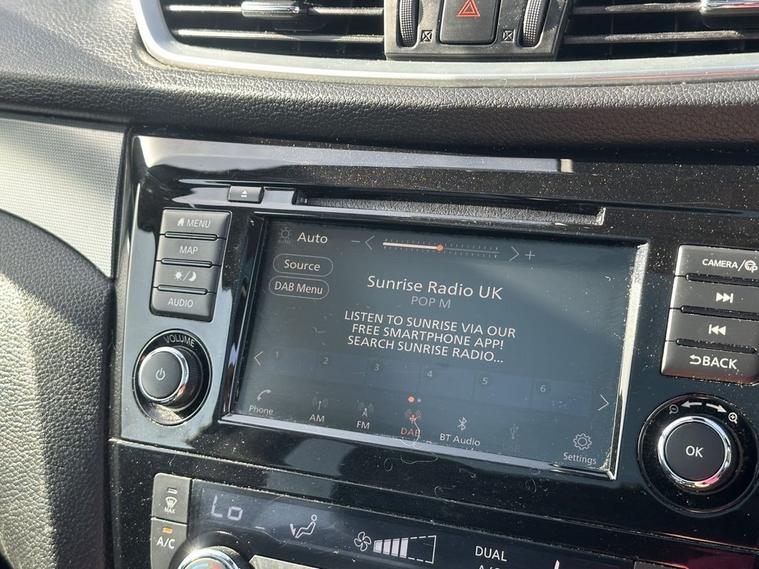 MENU
MAP
AUDIO
VOLUME
AUTO
Auto
− +
Source
DAB Menu
Sunrise Radio UK
POP M
LISTEN TO SUNRISE VIA OUR
FREE SMARTPHONE APP!
SEARCH SUNRISE RADIO...
1 2 3 4 5 6
Phone
AM
FM
DAB
BT Audio
Settings
CAMERA/
BACK
OK
MAX
A/C
Lo
DUAL